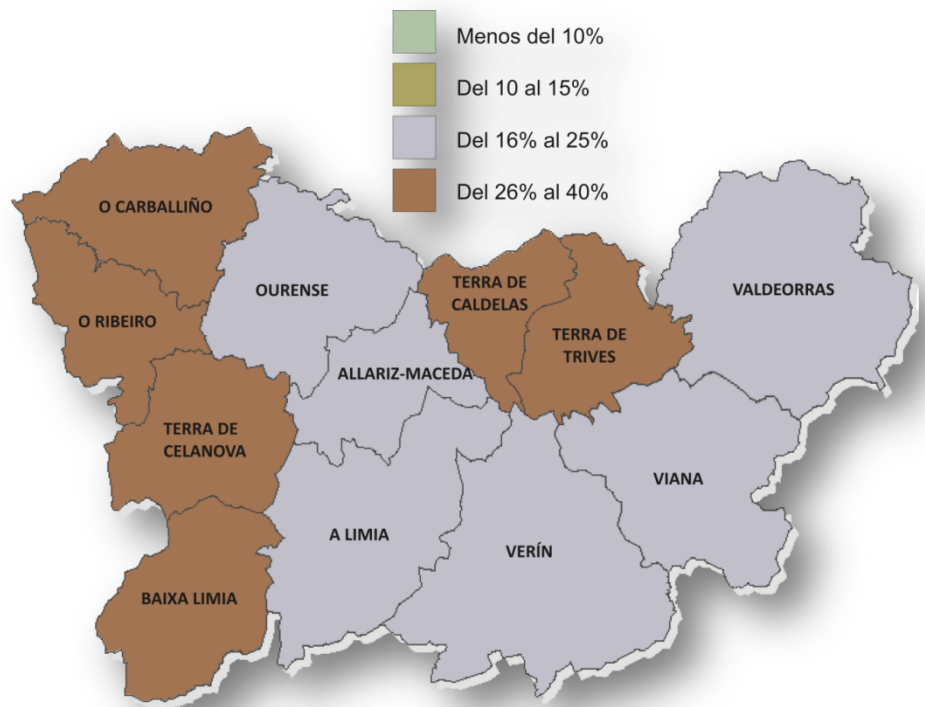 Menos del 10%
Del 10 al 15%
Del 16% al 25%
Del 26% al 40%
O CARBALLIÑO
OURENSE
TERRA DE
CALDELAS
VALDEORRAS
O RIBEIRO
TERRA DE
TRIVES
ALLARIZ-MACEDA
TERRA DE
CELANOVA
VIANA
A LIMIA
VERÍN
BAIXA LIMIA